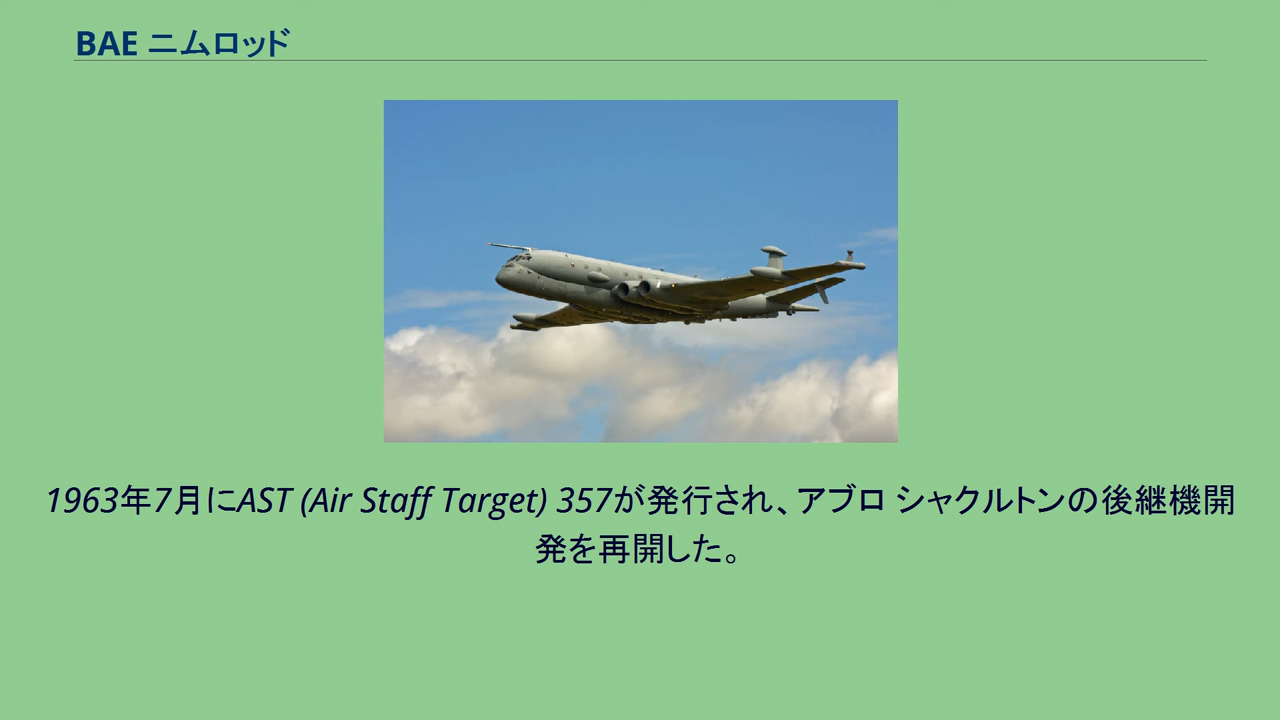 BAE ニムロッド
1963年7月にAST (Air Staff Target) 357が発行され、アブロ シャクルトンの後継機開
発を再開した。